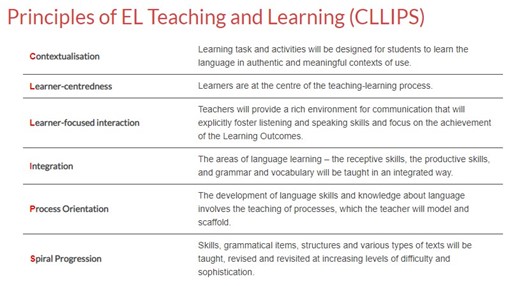 Principles of EL Teaching and Learning (CLLIPS)
Contextualisation
Learning task and activities will be designed for students to learn the
language in authentic and meaningful contexts of use.
Learner-centredness
Learners are at the centre of the teaching-learning process.
Learner-focused interaction
Teachers will provide a rich environment for communication that will
explicitly foster listening and speaking skills and focus on the achievement
of the Learning Outcomes.
Integration
The areas of language learning – the receptive skills, the productive skills,
and grammar and vocabulary will be taught in an integrated way.
Process Orientation
The development of language skills and knowledge about language
involves the teaching of processes, which the teacher will model and
scaffold.
Spiral Progression
Skills, grammatical items, structures and various types of texts will be
taught, revised and revisited at increasing levels of difficulty and
sophistication.